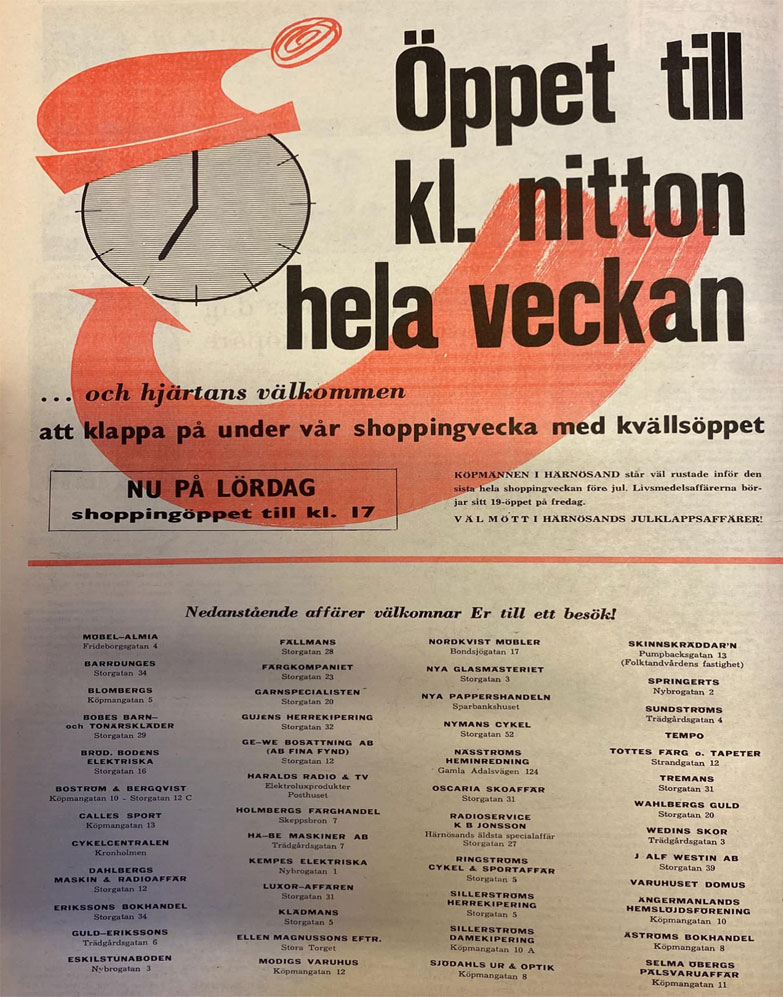 Öppet till
kl. nitton
hela veckan
... och hjärtans välkommen
att klappa på under vår shoppingvecka med kvällsöppet
NU PÅ LÖRDAG
shoppingöppet till kl. 17
KÖPMÄNNEN I HÄRNÖSAND står väl rustade inför den
sista hela shoppingveckan före jul. Livsmedelsaffärerna bör-
jar sitt 19-öppet på fredag.
VÄL MÖTT I HÄRNÖSANDS JULKLAPPSAFFÄRER!
Nedanstående affärer välkomnar Er till ett besök!
MÖBEL-ALMIA
Frideborgsgatan 4
BARRDUNGES
Storgatan 34
BLOMBERGS
Köpmangatan 5
BOBES BARN-
och TONÅRSKLÄDER
Storgatan 29
BRÖD. BODENS
ELEKTRISKA
Storgatan 16
BOSTRÖM & BERGQVIST
Köpmangatan 10 - Storgatan 12 C
CALLES SPORT
Köpmangatan 13
CYKELCENTRALEN
Kronholmen
DAHLBERGS
MASKIN & RADIOAFFÄR
Storgatan 12
ERIKSSONS BOKHANDEL
Storgatan 34
GULD-ERIKSSONS
Trädgårdsgatan 6
ESKILSTUNABODEN
Nybrogatan 3
FÄLLMANS
Storgatan 28
FÄRGKOMPANIET
Storgatan 23
GARNSPECIALISTEN
Storgatan 20
GUJENS HERREKIPERING
Storgatan 32
GE-WE BOSÄTTNING AB
(AB FINA FYND)
Storgatan 12
HARALDS RADIO & TV
Elektroluxprodukter
Posthuset
HOLMBERGS FÄRGHANDEL
Skeppsbron 7
HÄ-BE MASKINER AB
Trädgårdsgatan 7
KEMPES ELEKTRISKA
Nybrogatan 1
LUXOR-AFFÄREN
Storgatan 31
KLÄDMANS
Storgatan 5
ELLEN MAGNUSSONS EFTR.
Stora Torget
MODIGS VARUHUS
Köpmangatan 12
NORDKVIST MÖBLER
Bondsjögatan 17
NYA GLASMÄSTERIET
Storgatan 3
NYA PAPPERSHANDELN
Sparbankshuset
NYMANS CYKEL
Storgatan 52
NÄSSTRÖMS
HEMINREDNING
Gamla Ådalsvägen 124
OSCARIA SKOAFFÄR
Storgatan 31
RADIOSERVICE
K B JONSSON
Härnösands äldsta specialaffär
Storgatan 27
RINGSTRÖMS
CYKEL & SPORTAFFÄR
Storgatan 5
SILLERSTRÖMS
HERREKIPERING
Storgatan 5
SILLERSTRÖMS
DAMEKIPERING
Köpmangatan 10 A
SJÖDAHLS UR & OPTIK
Köpmangatan 8
SKINNSKRÄDDAR'N
Pumpbacksgatan 13
(Folktandvårdens fastighet)
SPRINGERTS
Nybrogatan 2
SUNDSTRÖMS
Trädgårdsgatan 4
TEMPO
TOTTES FÄRG o. TAPETER
Strandgatan 12
TREMANS
Storgatan 31
WAHLBERGS GULD
Storgatan 20
WEDINS SKOR
Trädgårdsgatan 3
J ALF WESTIN AB
Storgatan 39
VARUHUSET DOMUS
ÅNGERMANLANDS
HEMSLÖJDSFÖRENING
Köpmangatan 10
ÅSTRÖMS BOKHANDEL
Köpmangatan 8
SELMA ÖBERGS
PÄLSVARUAFFÄR
Köpmangatan 11